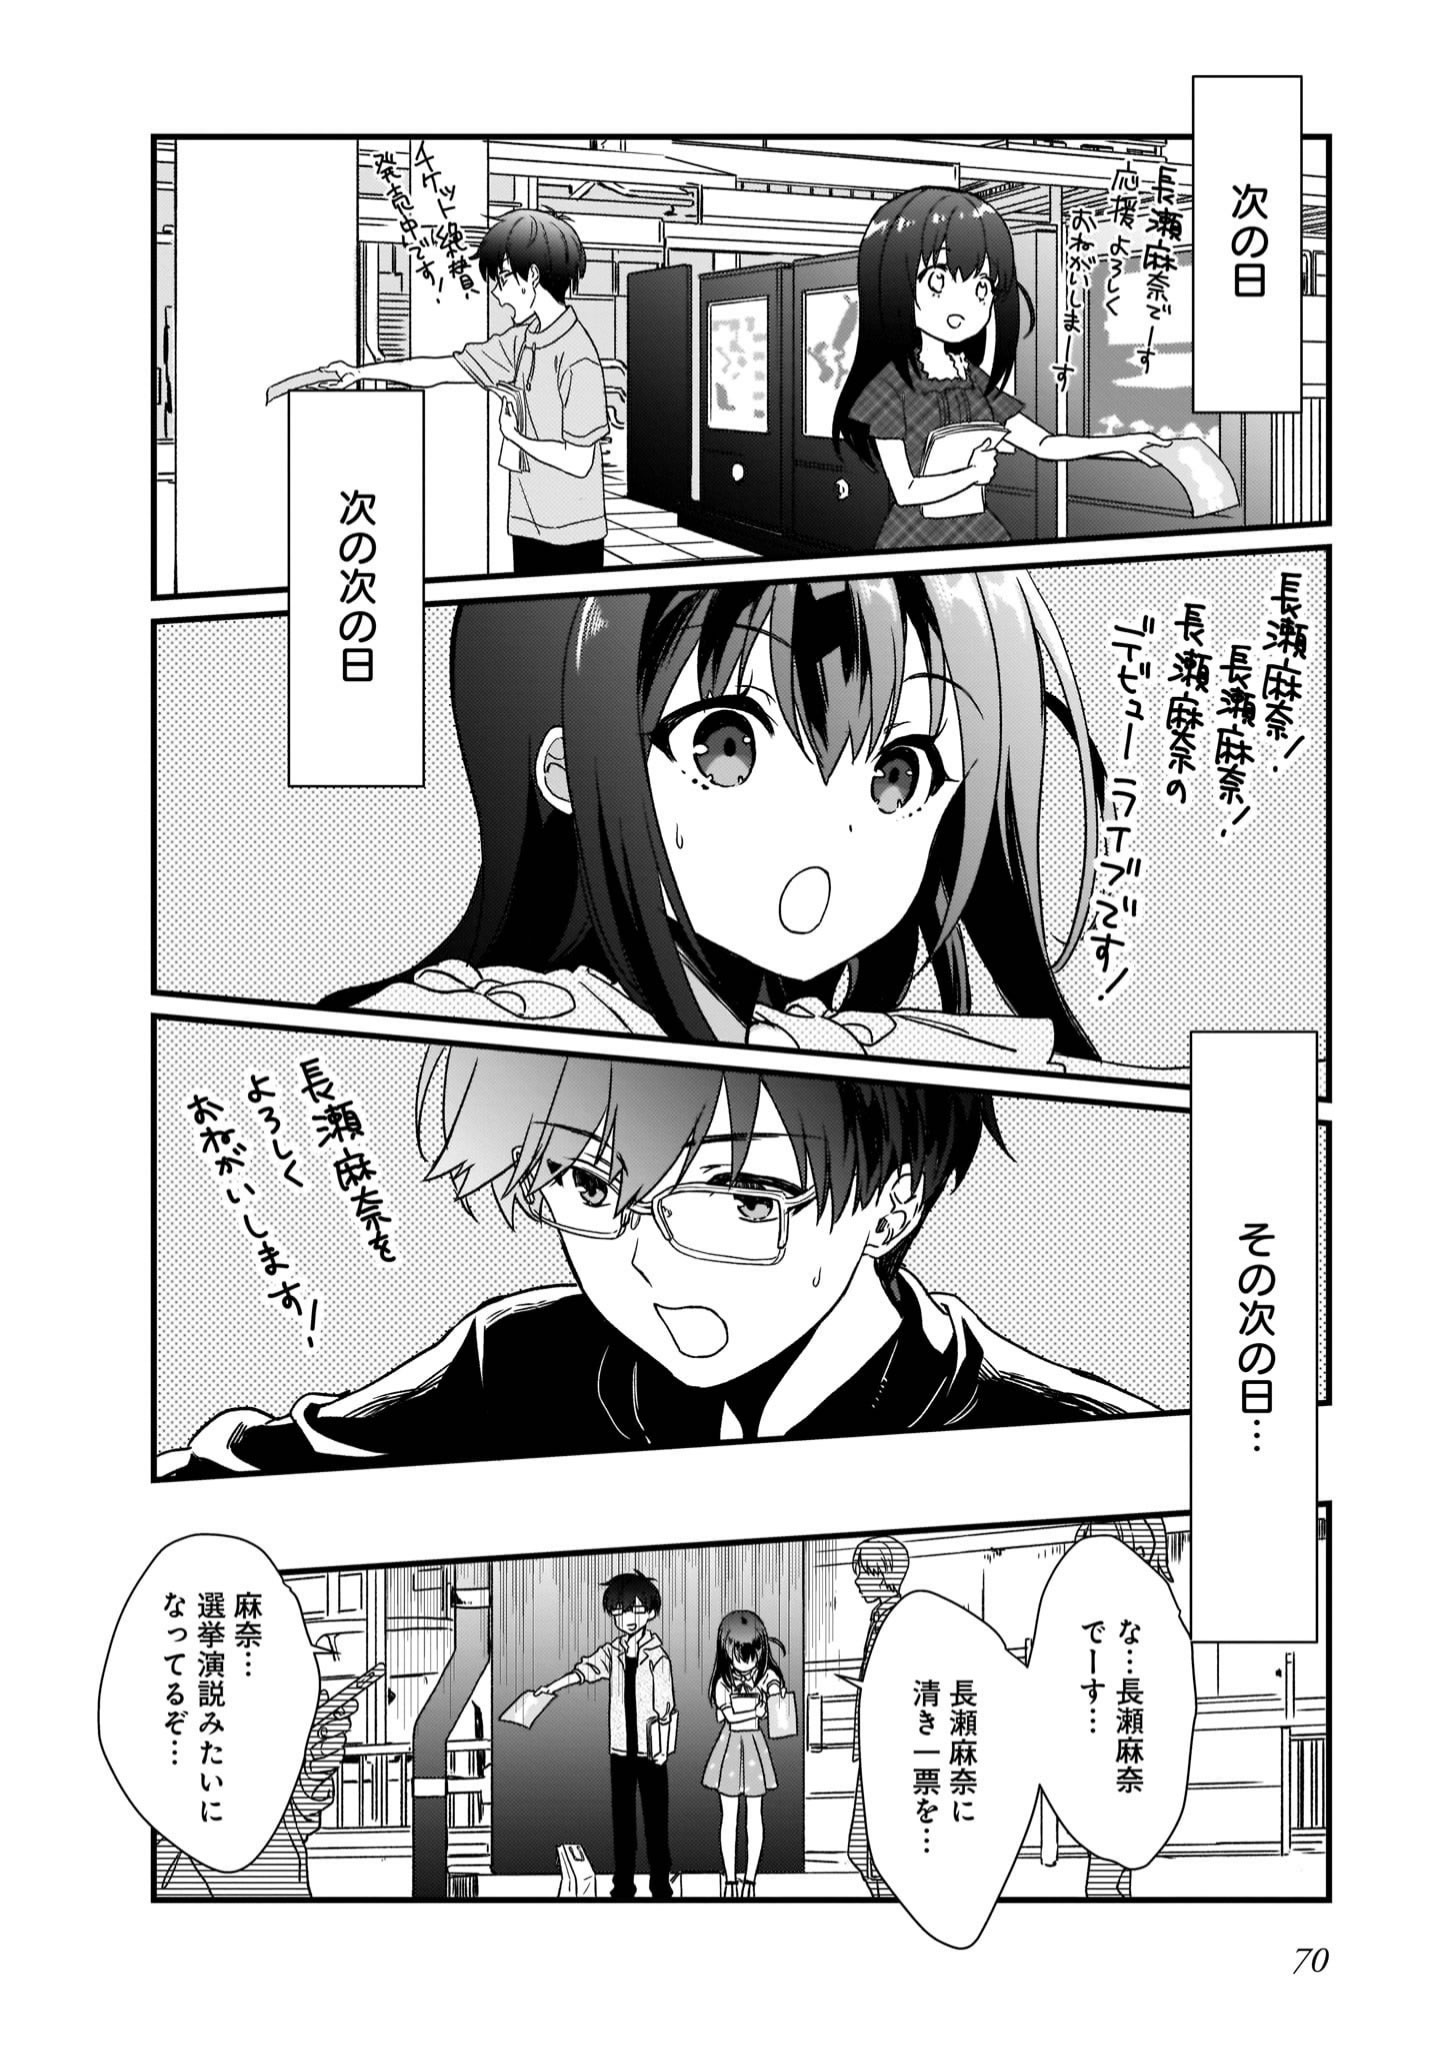 次の日
長瀬麻奈でーす
応援よろしく
おねがいしまーす
チケット絶賛
発売中です!
次の次の日
長瀬麻奈!
長瀬麻奈!
長瀬麻奈の
デビューライブです!
その次の日…
長瀬麻奈を
よろしく
おねがいします!
な…長瀬麻奈
でーす…
長瀬麻奈に
清き一票を…
麻奈…
選挙演説みたいに
なってるぞ…
70